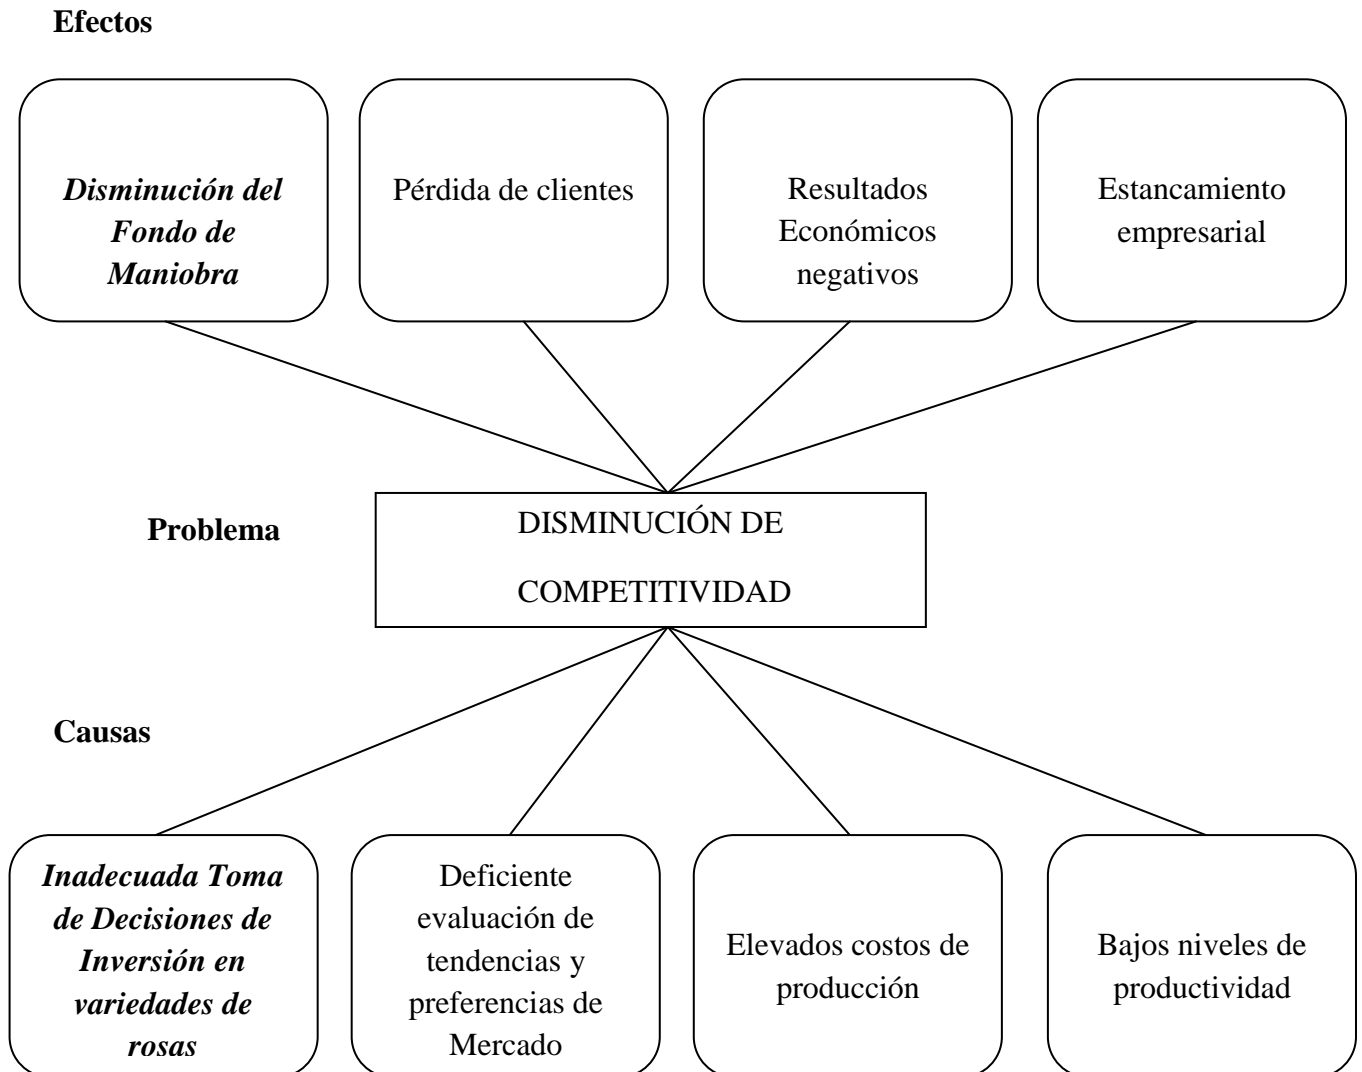 Efectos
Disminución del
Fondo de
Maniobra
Pérdida de clientes
Resultados
Económicos
negativos
Estancamiento
empresarial
Problema
DISMINUCIÓN DE
COMPETITIVIDAD
Causas
Inadecuada Toma
de Decisiones de
Inversión en
variedades de
rosas
Deficiente
evaluación de
tendencias y
preferencias de
Mercado
Elevados costos de
producción
Bajos niveles de
productividad